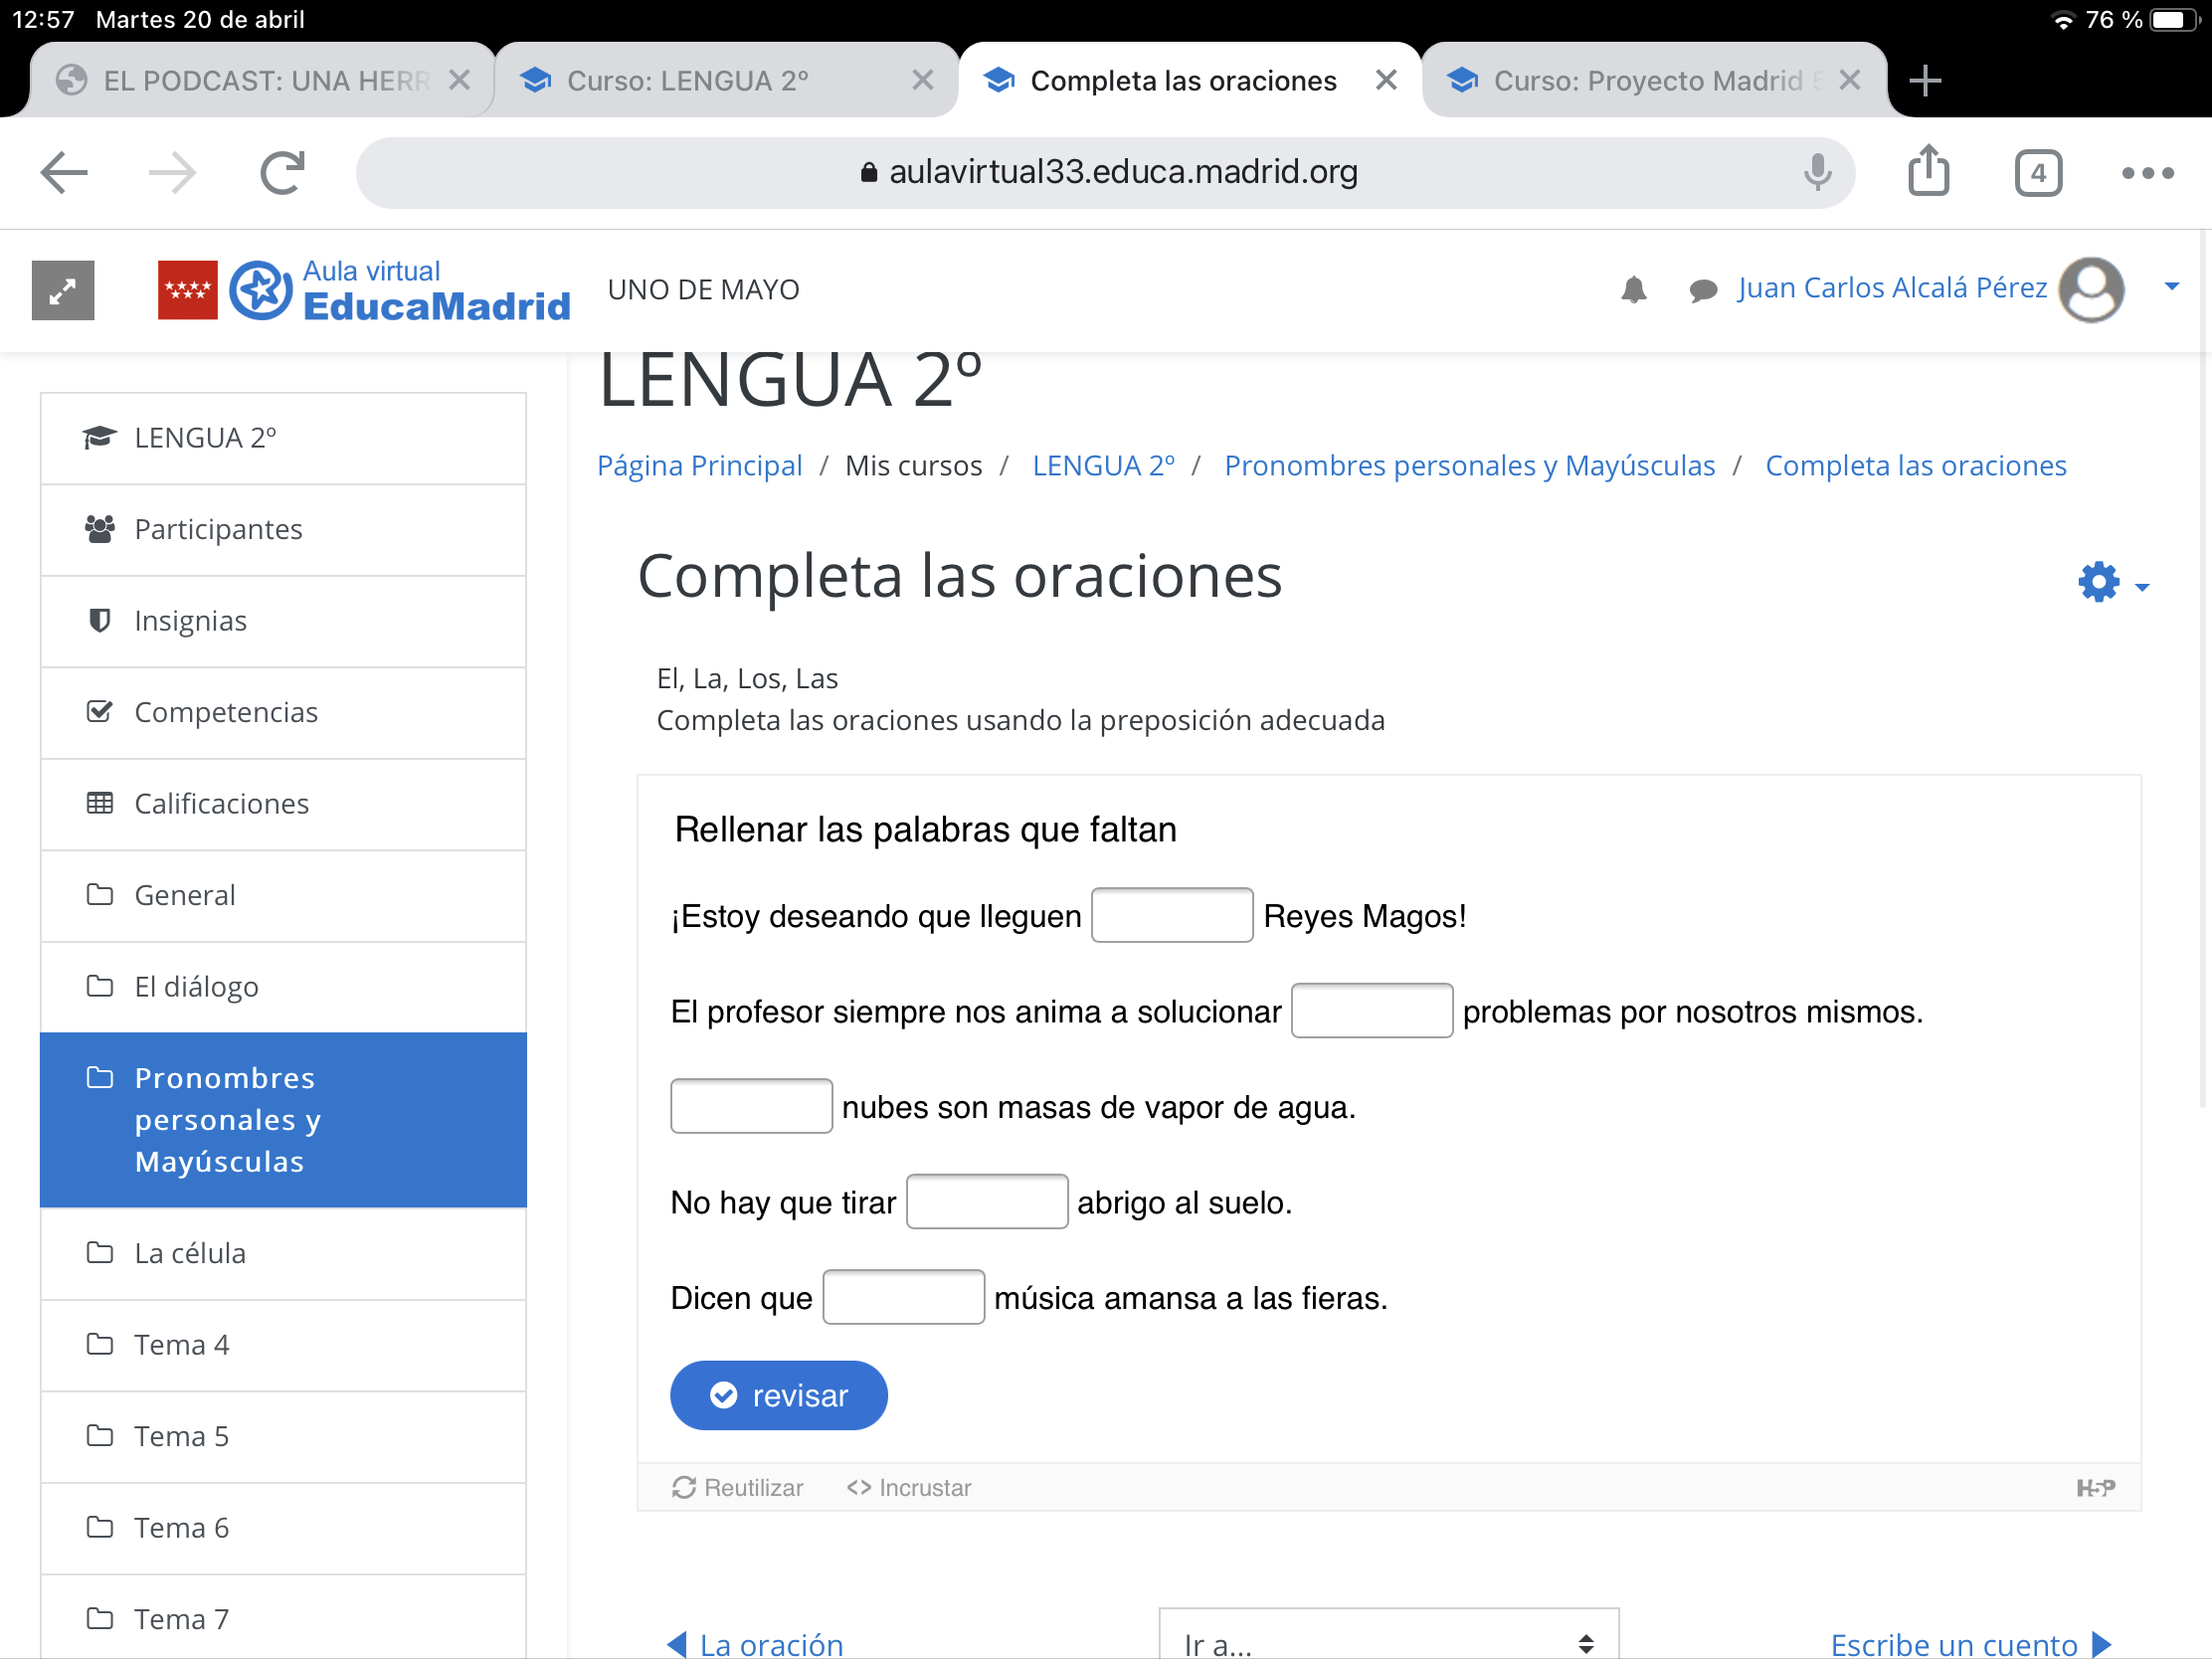 12:57 Martes 20 de abril 76 %
EL PODCAST: UNA HERR
Curso: LENGUA 2º
Completa las oraciones
Curso: Proyecto Madrid 5
aulavirtual33.educa.madrid.org
4
Aula virtual
EducaMadrid
UNO DE MAYO
Juan Carlos Alcalá Pérez
LENGUA 2º
Participantes
Insignias
Competencias
Calificaciones
General
El diálogo
Pronombres
personales y
Mayúsculas
La célula
Tema 4
Tema 5
Tema 6
Tema 7
LENGUA 2º
Página Principal / Mis cursos / LENGUA 2º / Pronombres personales y Mayúsculas / Completa las oraciones
Completa las oraciones
El, La, Los, Las
Completa las oraciones usando la preposición adecuada
Rellenar las palabras que faltan
¡Estoy deseando que lleguen Reyes Magos!
El profesor siempre nos anima a solucionar problemas por nosotros mismos.
nubes son masas de vapor de agua.
No hay que tirar abrigo al suelo.
Dicen que música amansa a las fieras.
revisar
Reutilizar <> Incrustar H5P
La oración
Ir a...
Escribe un cuento